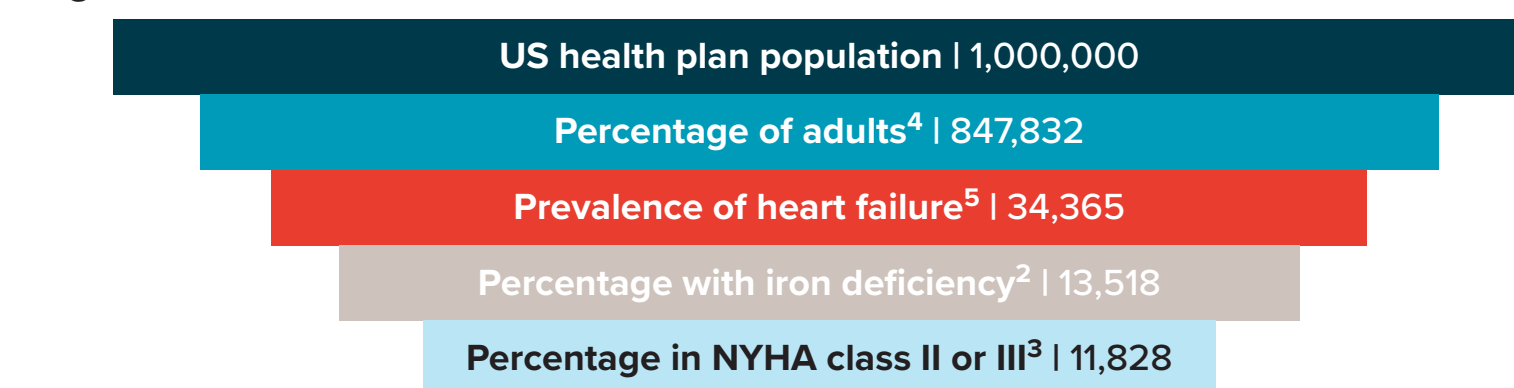 US health plan population | 1,000,000
Percentage of adults⁴ | 847,832
Prevalence of heart failure⁵ | 34,365
Percentage with iron deficiency² | 13,518
Percentage in NYHA class II or III³ | 11,828